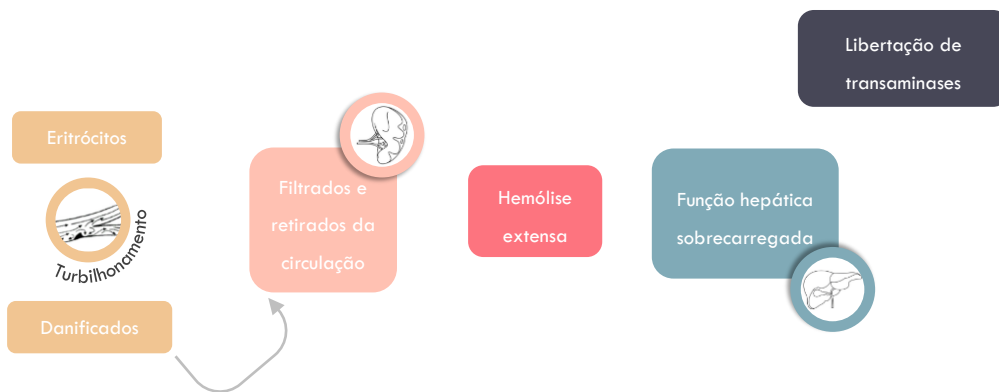 Eritrócitos
Turbilhonamento
Danificados
Filtrados e
retirados da
circulação
Hemólise
extensa
Função hepática
sobrecarregada
Libertação de
transaminases